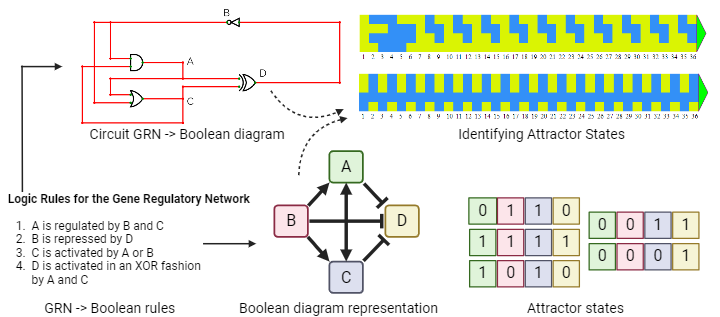 B
A
D
C
1 2 3 4 5 6 7 8 9 10 11 12 13 14 15 16 17 18 19 20 21 22 23 24 25 26 27 28 29 30 31 32 33 34 35 36
1 2 3 4 5 6 7 8 9 10 11 12 13 14 15 16 17 18 19 20 21 22 23 24 25 26 27 28 29 30 31 32 33 34 35 36
Circuit GRN -> Boolean diagram
Identifying Attractor States
Logic Rules for the Gene Regulatory Network
1. A is regulated by B and C
2. B is repressed by D
3. C is activated by A or B
4. D is activated in an XOR fashion
by A and C
GRN -> Boolean rules
A
B
D
C
Boolean diagram representation
0 1 1 0
1 1 1 1
1 0 1 0
0 0 1 1
0 0 0 1
Attractor states